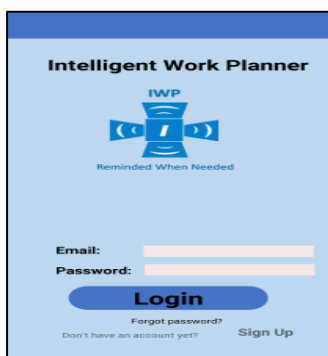 Intelligent Work Planner
IWP
I
Reminded When Needed
Email:
Password:
Login
Forgot password?
Don't have an account yet? Sign Up